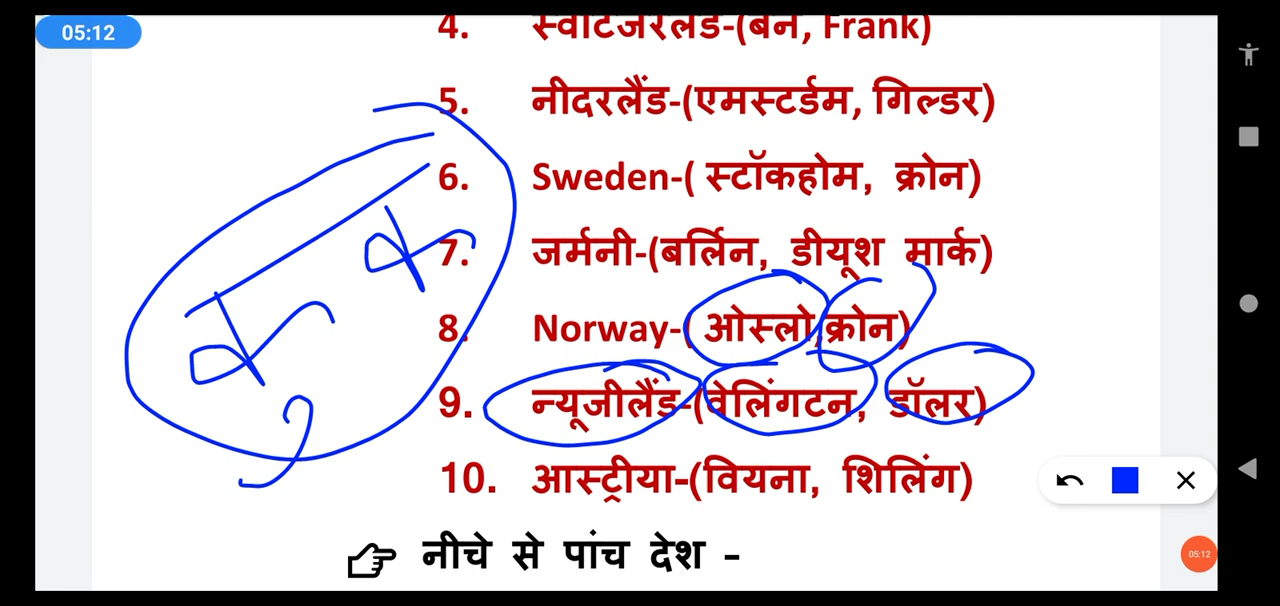 05:12
4. स्वीटजरलैंड-(बर्न, Frank)
5. नीदरलैंड-(एमस्टर्डम, गिल्डर)
6. Sweden-( स्टॉकहोम, क्रोन)
7. जर्मनी-(बर्लिन, डीयूश मार्क)
8. Norway-( ओस्लो,क्रोन)
9. न्यूजीलैंड-(वेलिंगटन, डॉलर)
10. आस्ट्रीया-(वियना, शिलिंग)
नीचे से पांच देश -
05:12